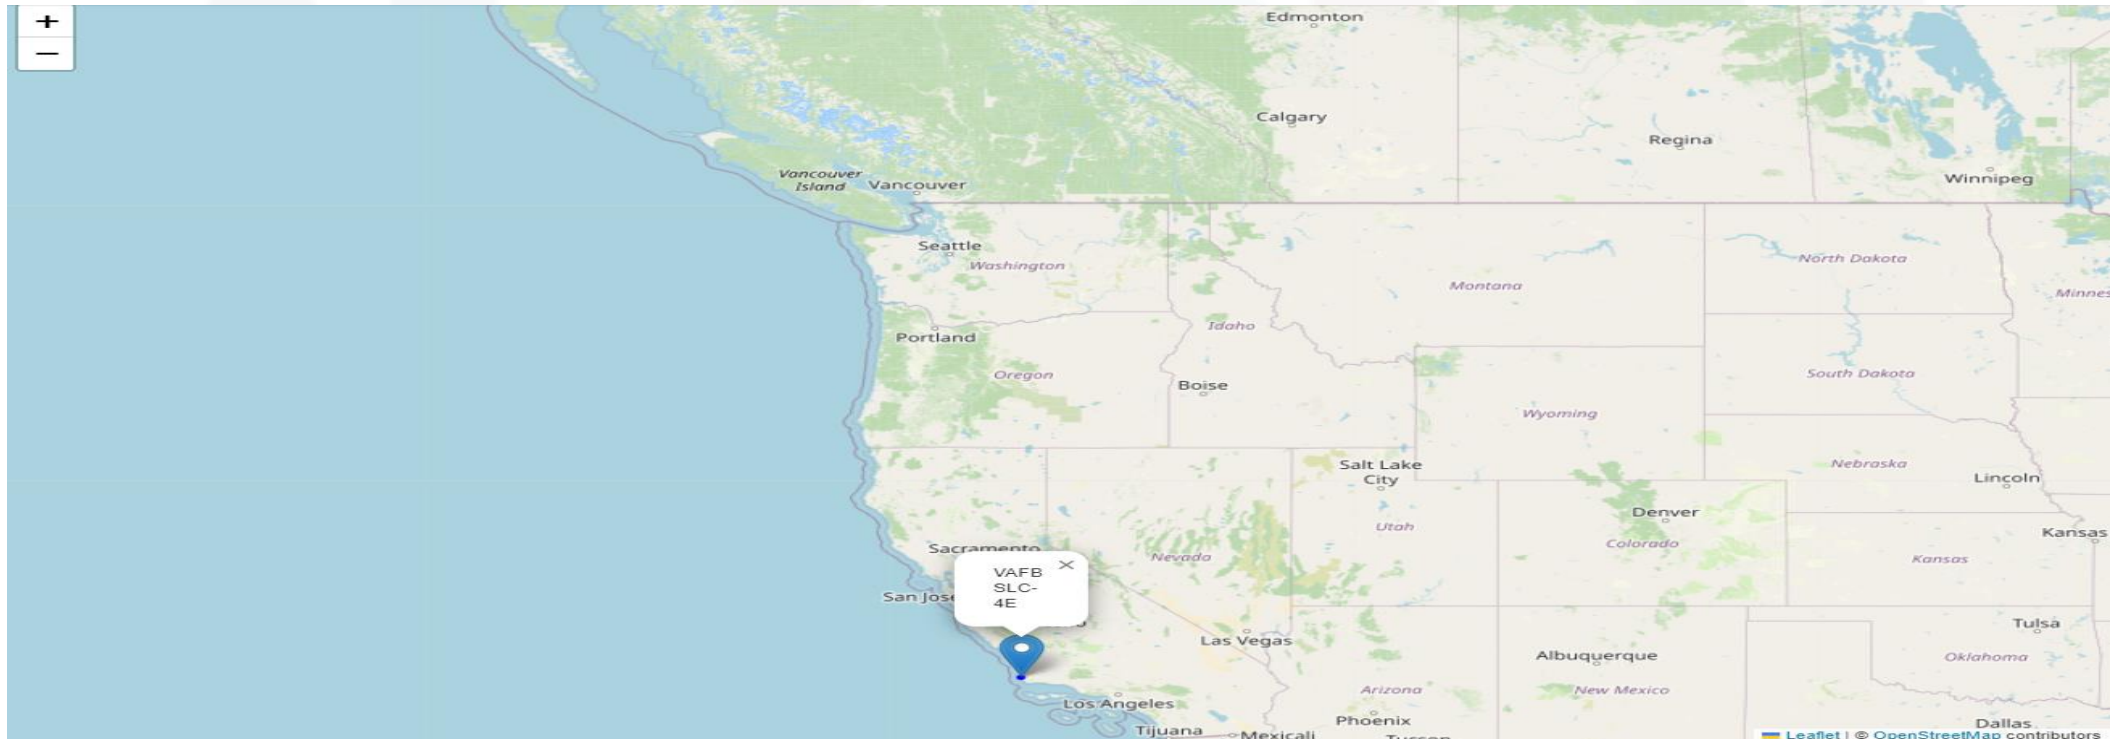 +
−
Edmonton
Calgary
Regina
Winnipeg
Vancouver
Island
Vancouver
Seattle
Washington
North Dakota
Montana
Minnes
Idaho
Portland
Oregon
Boise
South Dakota
Wyoming
Salt Lake
City
Nebraska
Lincoln
Denver
Utah
Colorado
Kansas
Sacramento
Nevada
Kansas
VAFB
SLC-
4E
×
San Jose
Las Vegas
Tulsa
Albuquerque
Oklahoma
Arizona
New Mexico
Los Angeles
Phoenix
Dallas
Tijuana
Mexicali
Leaflet | © OpenStreetMap contributors